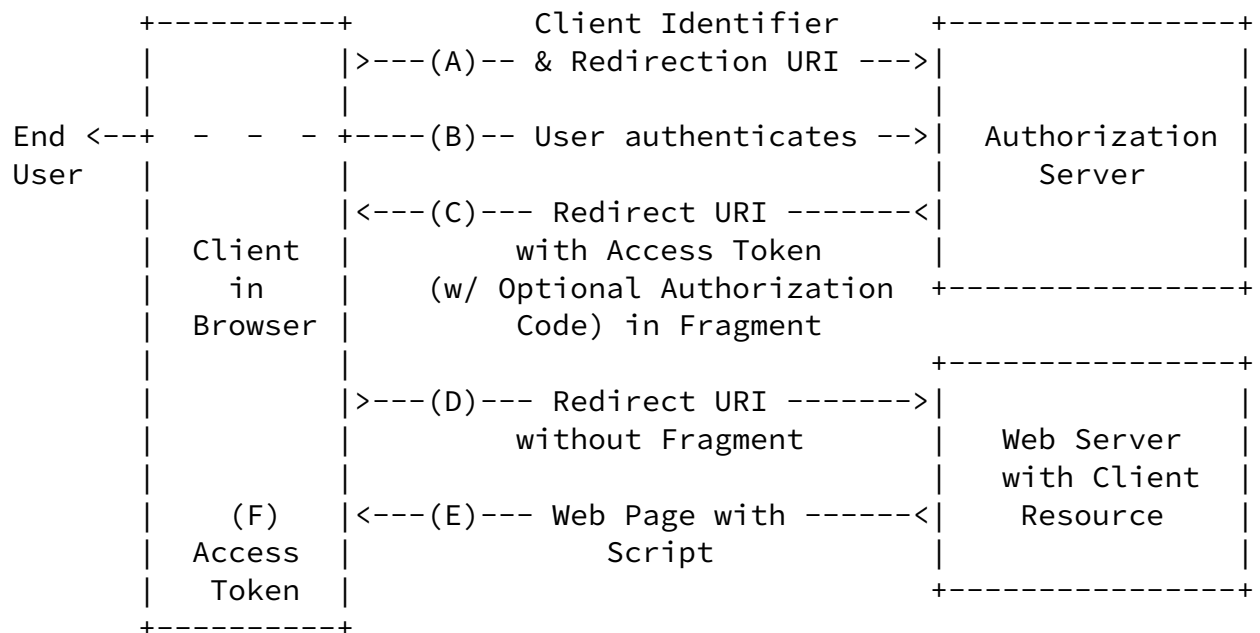 +----------+          Client Identifier     +----------------+
     |          |>---(A)-- & Redirection URI --->|                |
     |          |                                |                |
End <--+  -   -   - +----(B)-- User authenticates -->|  Authorization |
User |          |                                |     Server     |
     |          |<---(C)--- Redirect URI -------<|                |
     |  Client  |         with Access Token      |                |
     |    in    |    (w/ Optional Authorization  +----------------+
     |  Browser |         Code) in Fragment
     |          |                                +----------------+
     |          |>---(D)--- Redirect URI ------->|                |
     |          |         without Fragment       |   Web Server   |
     |          |                                |   with Client  |
     |    (F)   |<---(E)--- Web Page with ------<|    Resource    |
     |  Access  |              Script            |                |
     |   Token  |                                +----------------+
     +----------+